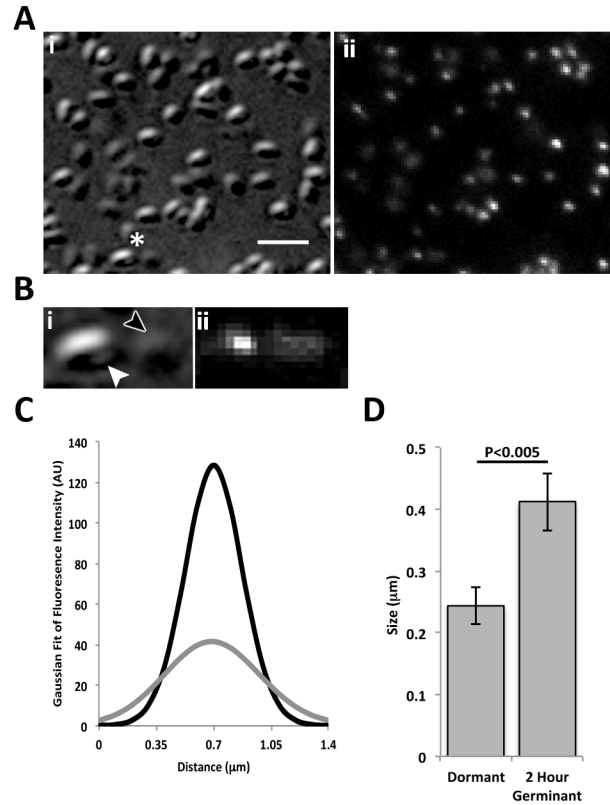 A
i
ii
*
B
i
ii
C
D
Gaussian Fit of Fluoresence Intensity (AU)
140
120
100
80
60
40
20
0
0 0.35 0.7 1.05 1.4
Distance (μm)
P<0.005
Size (μm)
0.5
0.4
0.3
0.2
0.1
0
Dormant
2 Hour
Germinant